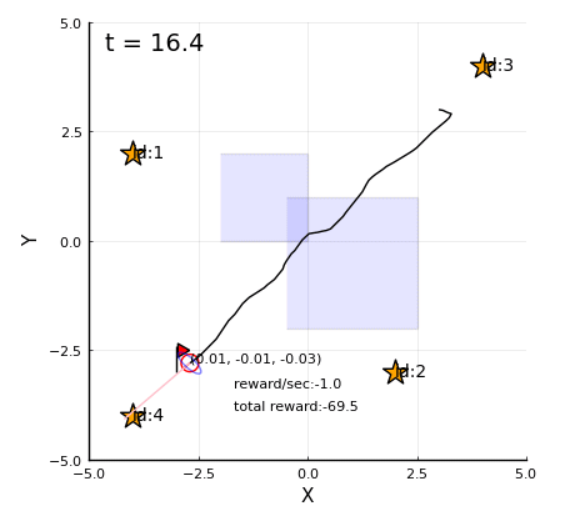 5.0
t = 16.4
id:3
2.5
id:1
Y
0.0
−2.5
(0.01, -0.01, -0.03)
id:2
reward/sec:-1.0
total reward:-69.5
id:4
−5.0
−5.0 −2.5 0.0 2.5 5.0
X